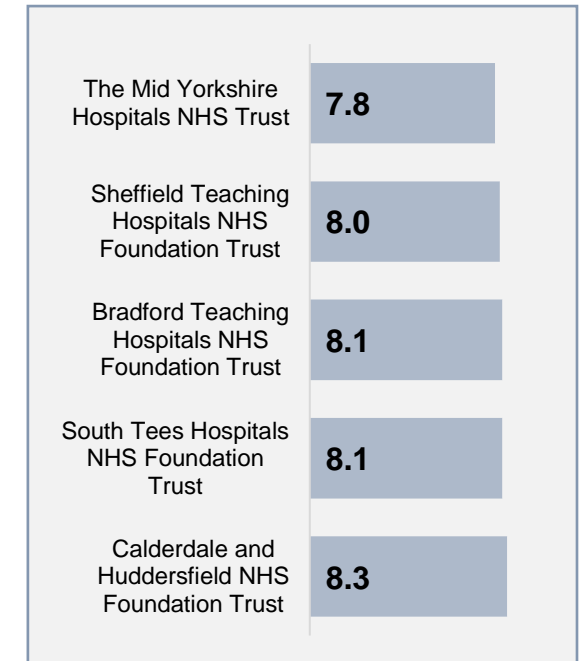 The Mid Yorkshire
Hospitals NHS Trust
7.8
Sheffield Teaching
Hospitals NHS
Foundation Trust
8.0
Bradford Teaching
Hospitals NHS
Foundation Trust
8.1
South Tees Hospitals
NHS Foundation
Trust
8.1
Calderdale and
Huddersfield NHS
Foundation Trust
8.3